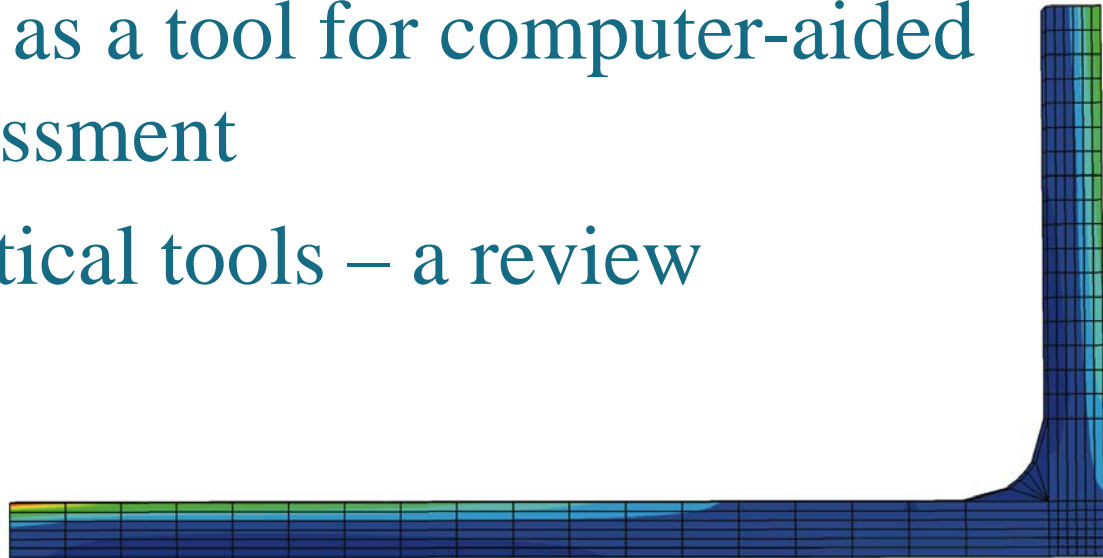 as a tool for computer-aided
ssment
tical tools – a review